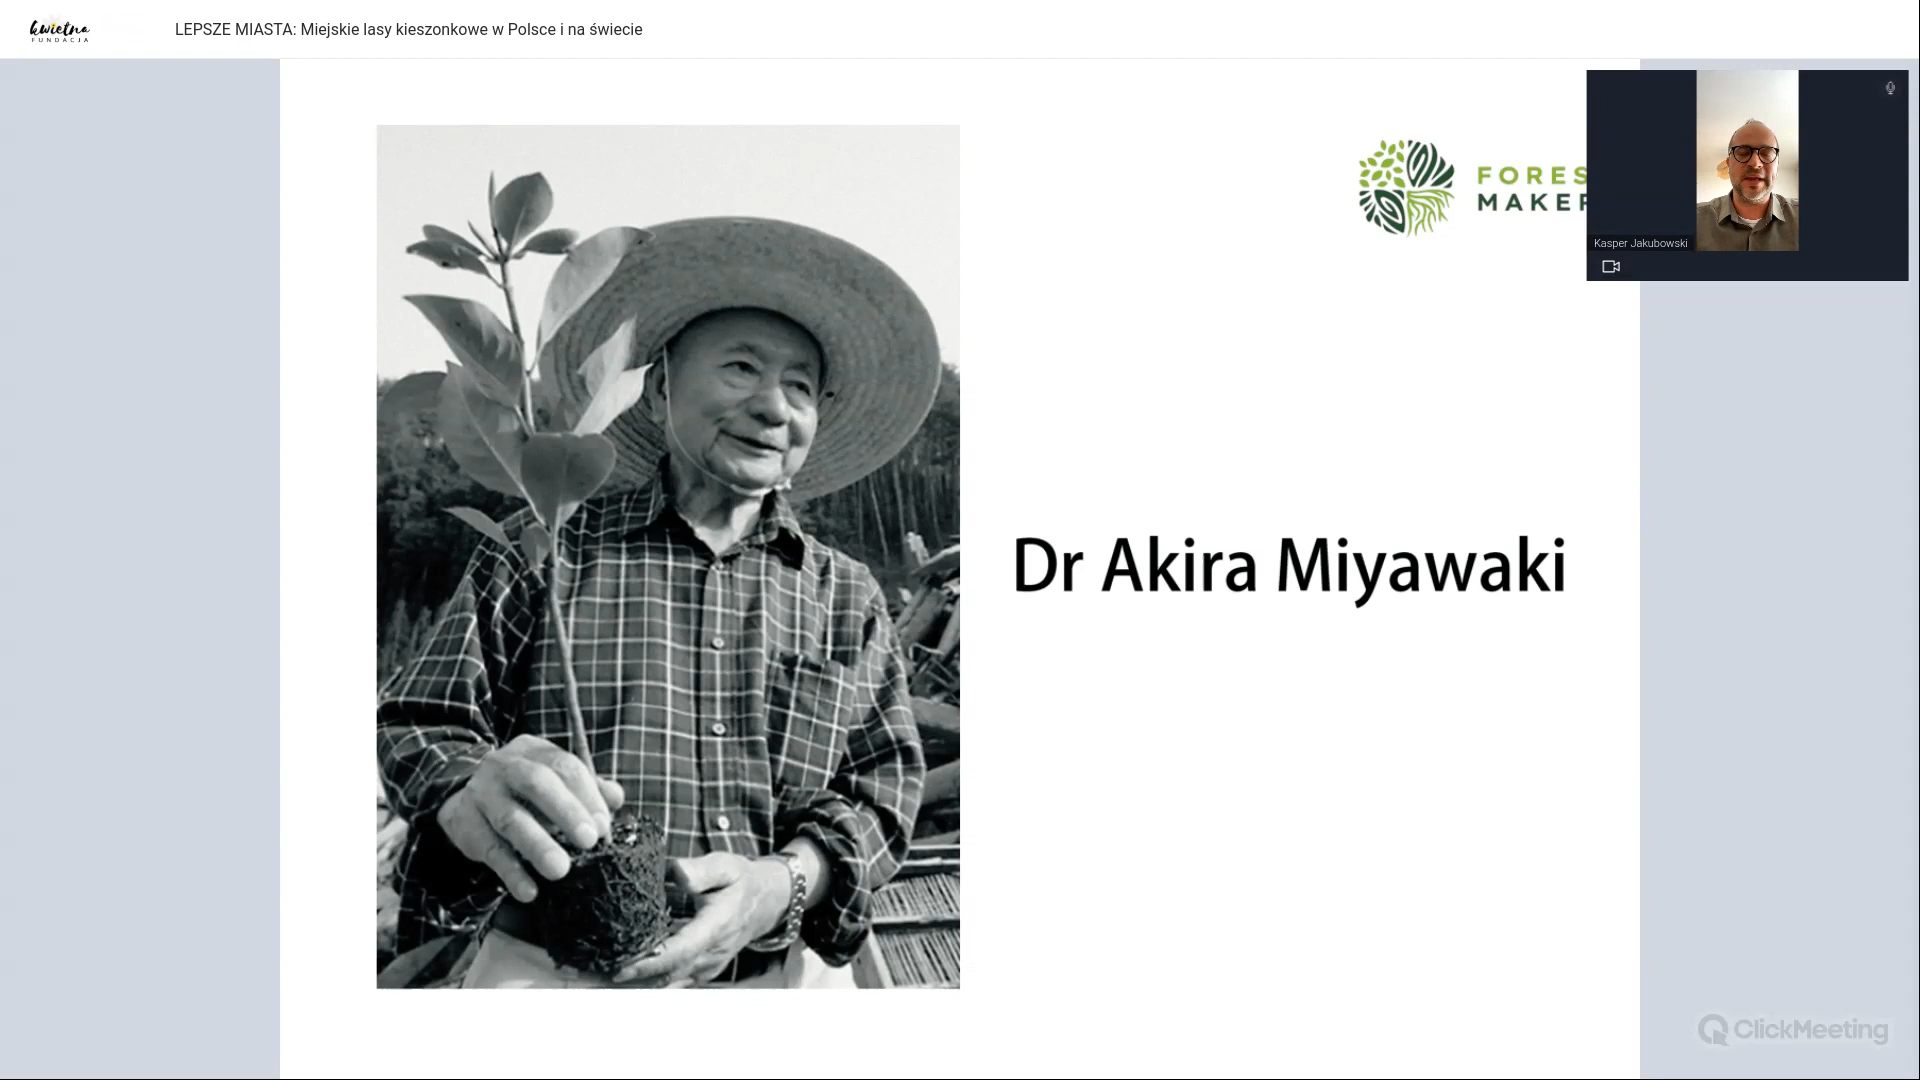 kwietna
FUNDACJA
LEPSZE MIASTA: Miejskie lasy kieszonkowe w Polsce i na świecie
FORES
MAKER
Kasper Jakubowski
Dr Akira Miyawaki
ClickMeeting